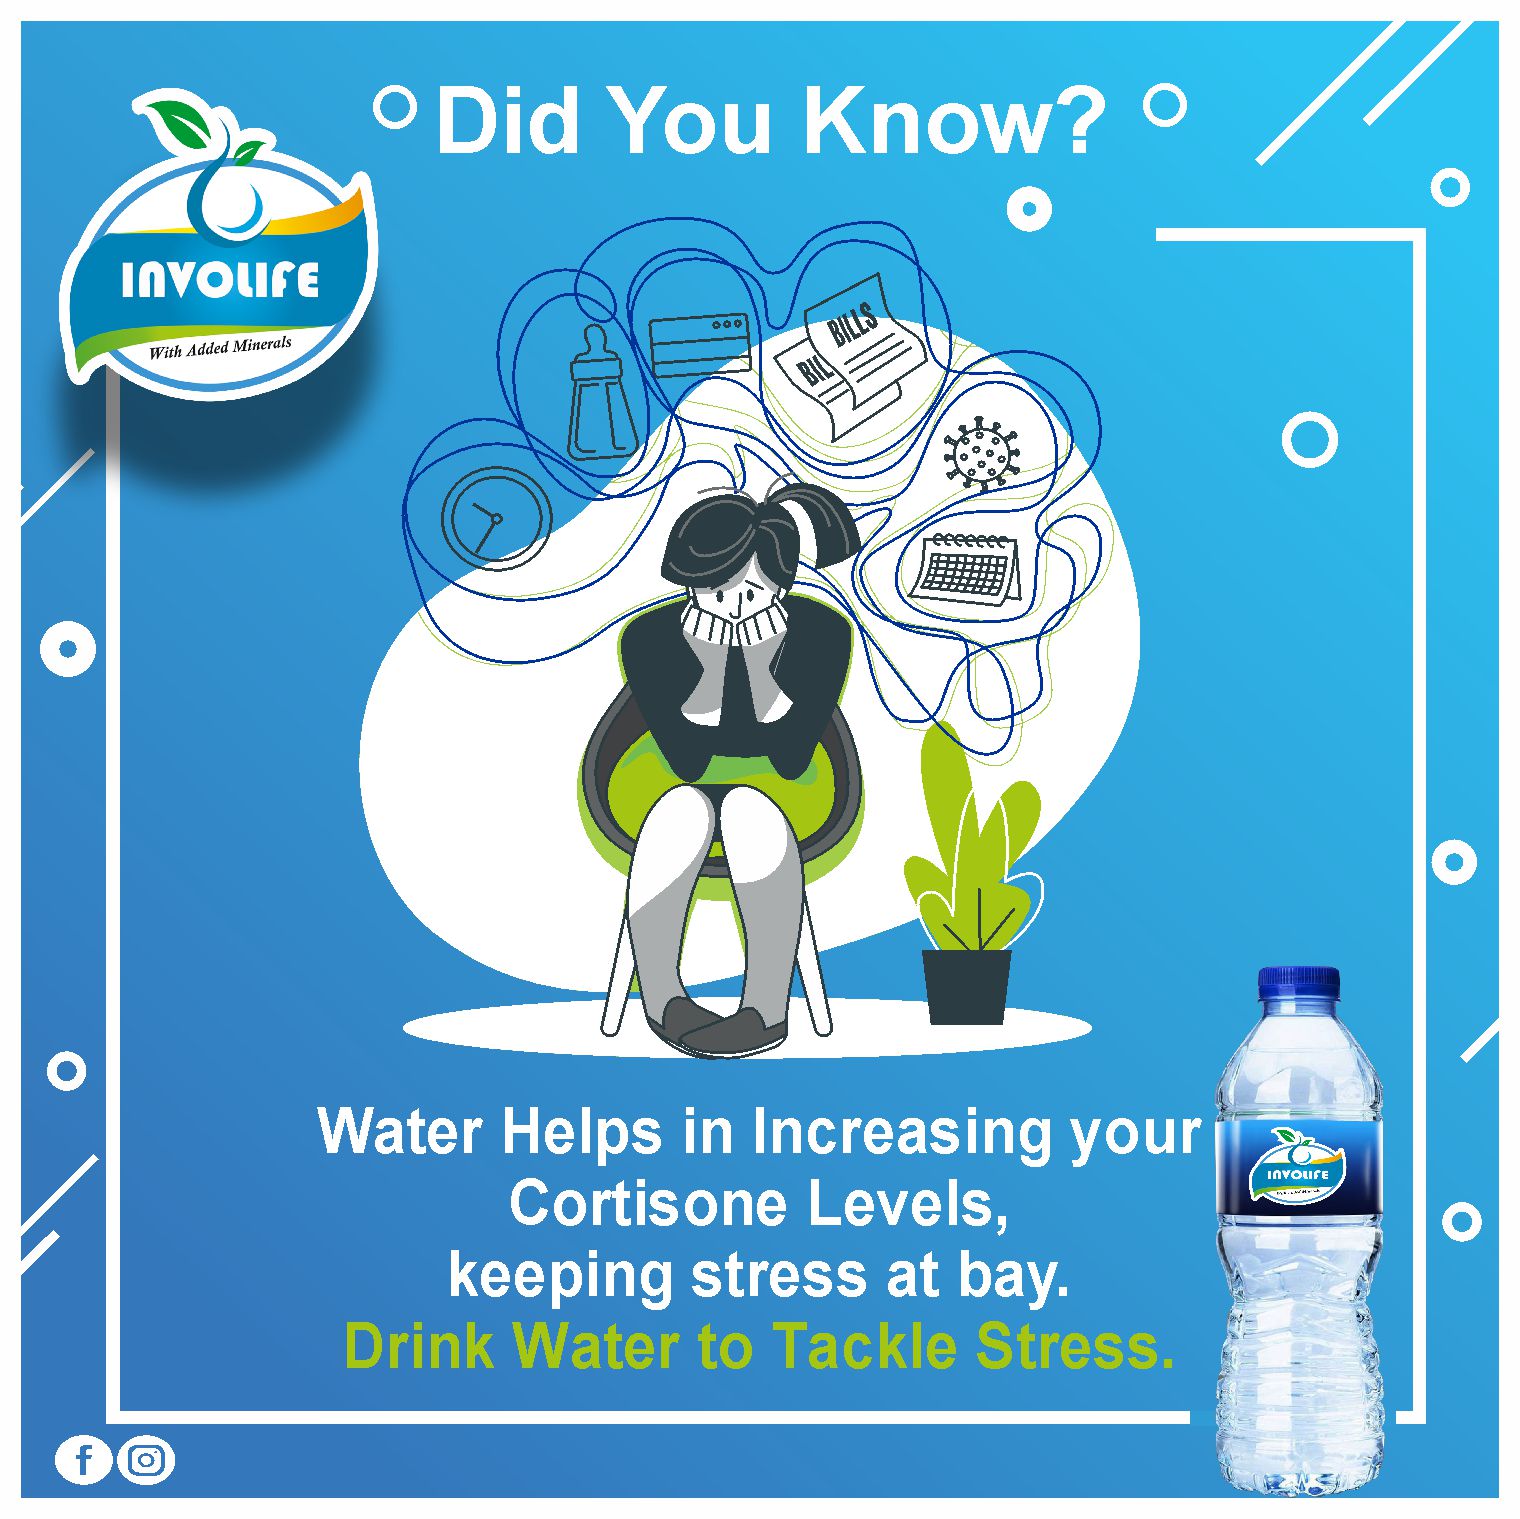 Did You Know?
INVOLIFE
With Added Minerals
BILLS
BIL
Water Helps in Increasing your
Cortisone Levels,
keeping stress at bay.
Drink Water to Tackle Stress.
INVOLIFE
f